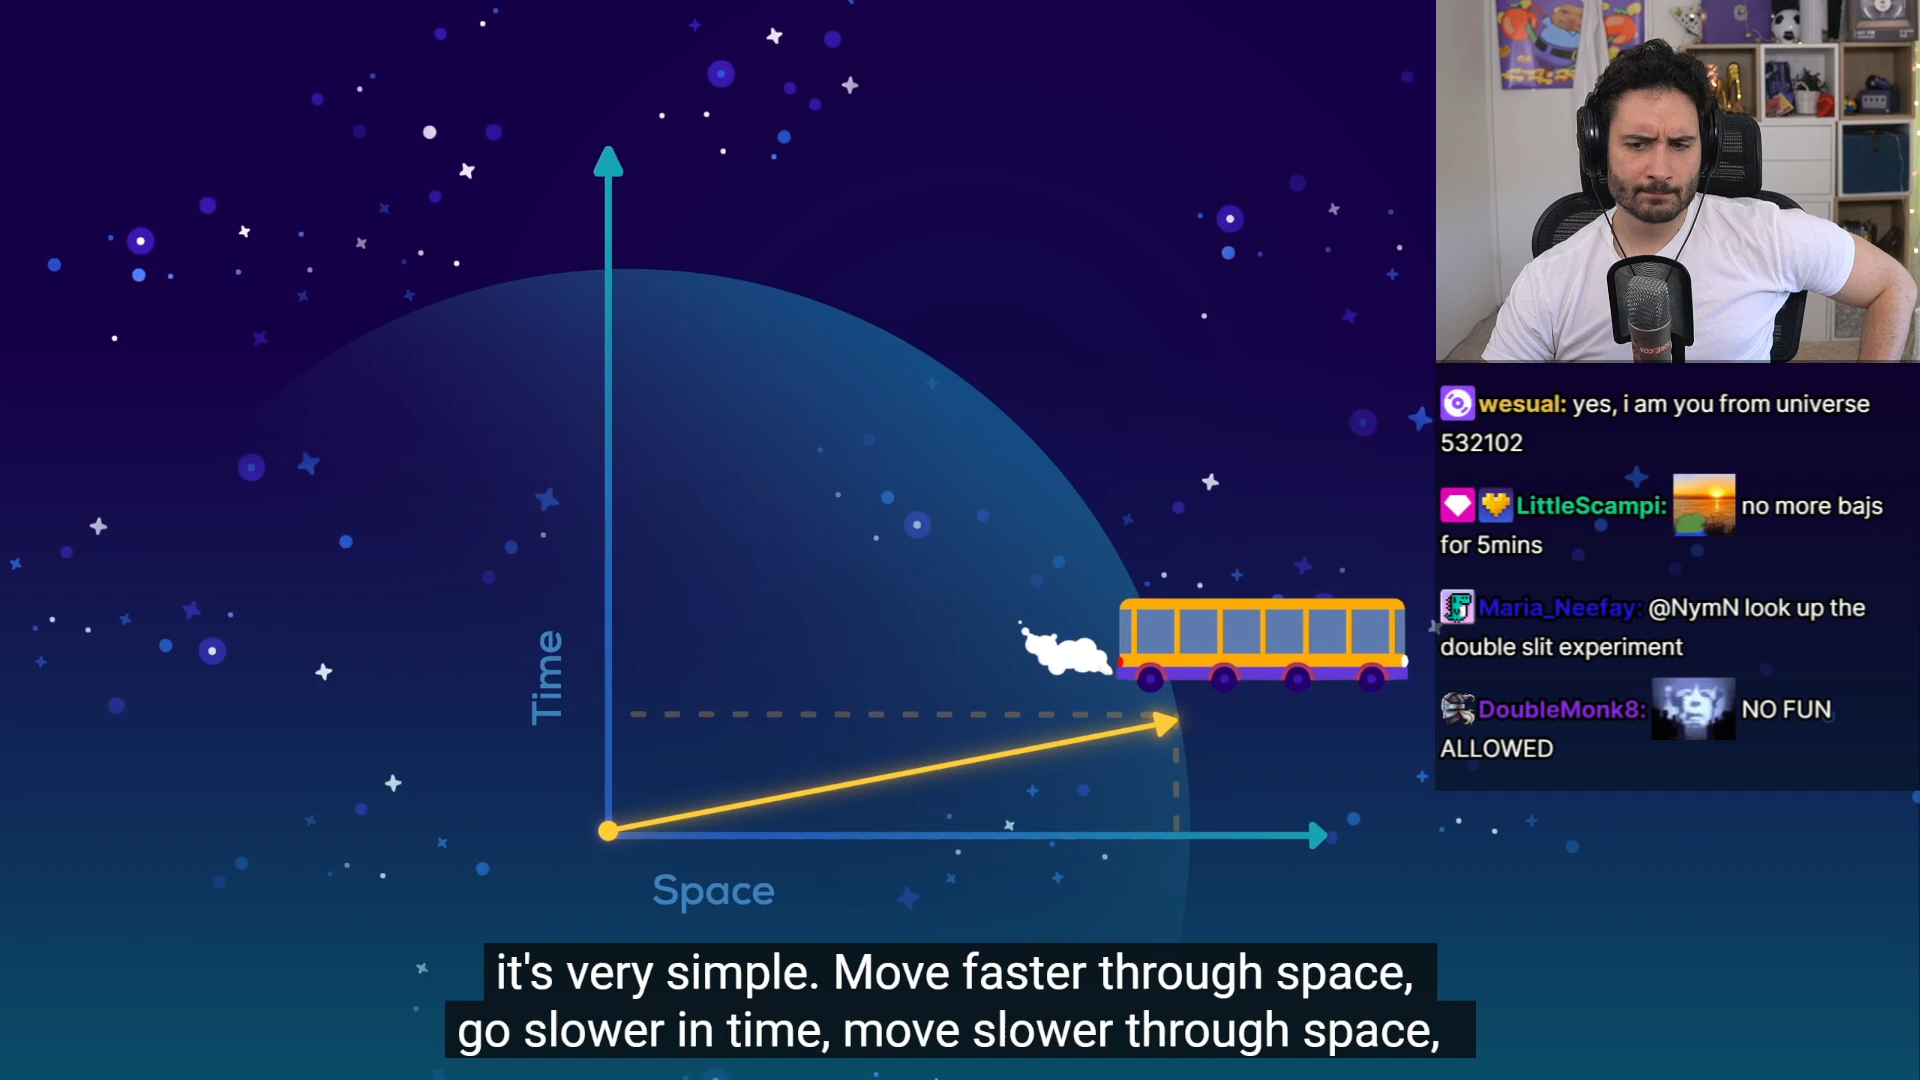 Time
Space
it's very simple. Move faster through space,
go slower in time, move slower through space,
wesual: yes, i am you from universe
532102
LittleScampi: no more bajs
for 5mins
Maria_Neefay: @NymN look up the
double slit experiment
DoubleMonk8: NO FUN
ALLOWED